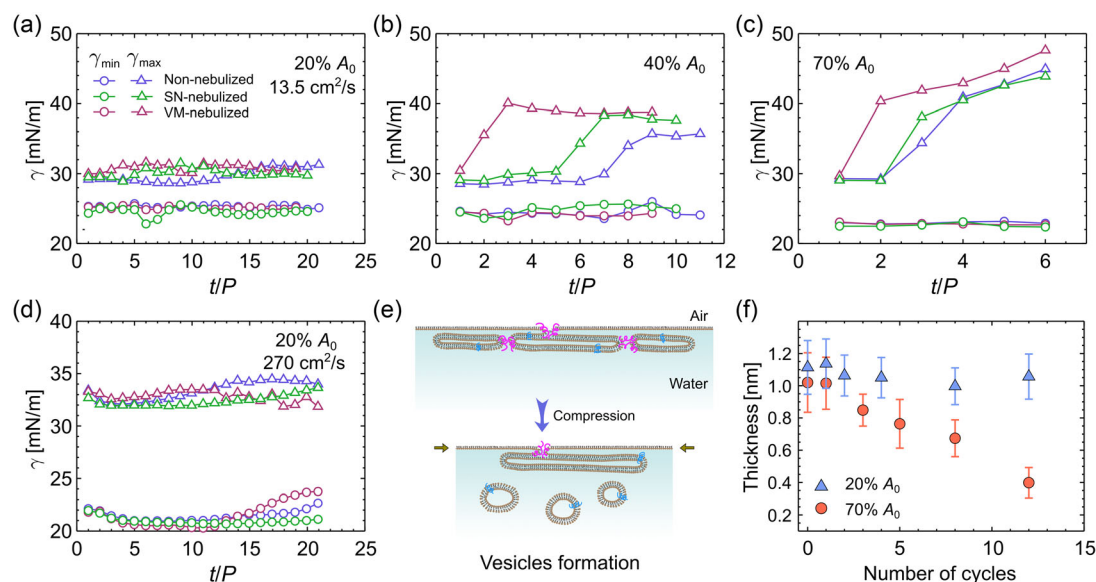 (a)
50
40
30
20
γ [mN/m]
γmin γmax
Non-nebulized
SN-nebulized
VM-nebulized
20% A0
13.5 cm²/s
0 5 10 15 20 25
t/P
(b)
50
40
30
20
γ [mN/m]
40% A0
0 2 4 6 8 10 12
t/P
(c)
50
40
30
20
γ [mN/m]
70% A0
0 2 4 6
t/P
(d)
40
35
30
25
20
γ [mN/m]
20% A0
270 cm²/s
0 5 10 15 20 25
t/P
(e)
Air
Water
Compression
Vesicles formation
(f)
1.2
1.0
0.8
0.6
0.4
0.2
Thickness [nm]
20% A0
70% A0
0 5 10 15
Number of cycles